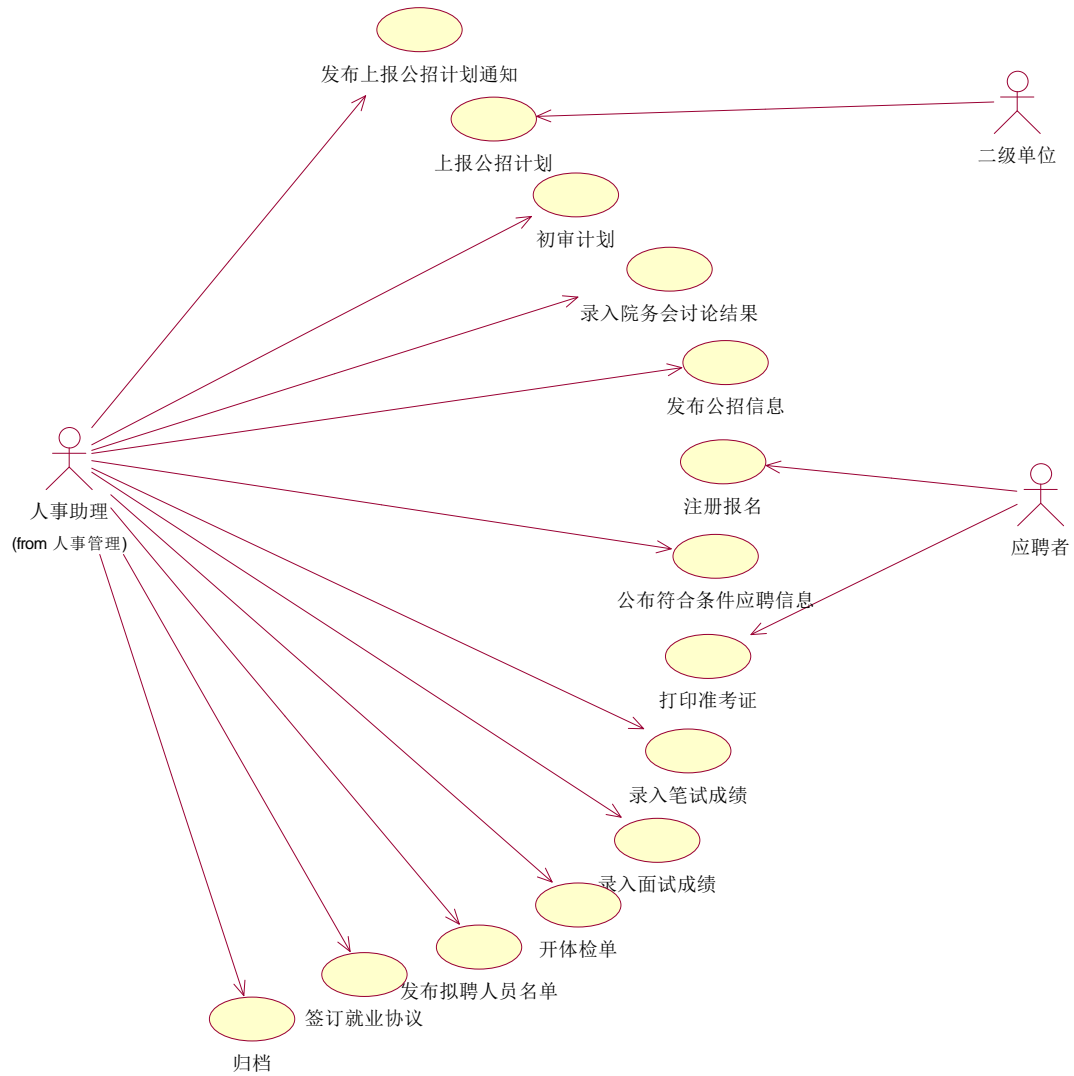 发布上报公招计划通知
上报公招计划
二级单位
初审计划
录入院务会讨论结果
发布公招信息
注册报名
人事助理
(from 人事管理)
应聘者
公布符合条件应聘信息
打印准考证
录入笔试成绩
录入面试成绩
开体检单
发布拟聘人员名单
签订就业协议
归档